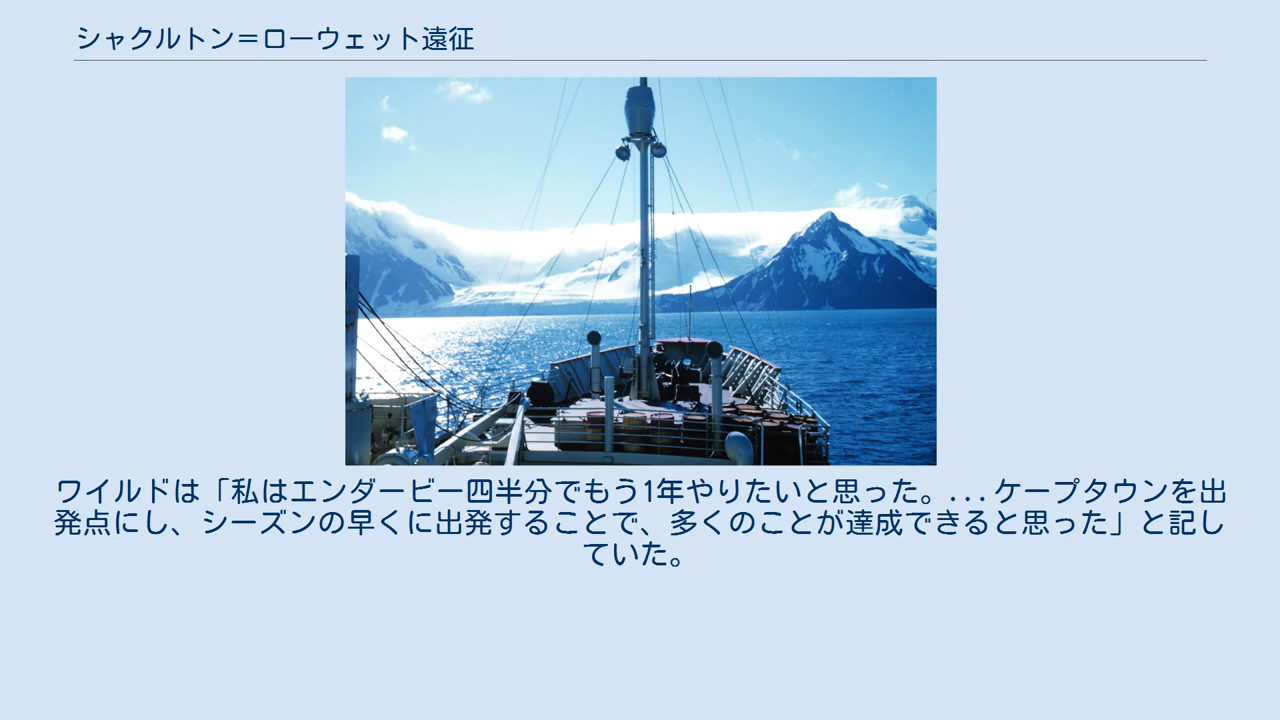 シャクルトン=ローウェット遠征
ワイルドは「私はエンダービー四半分でもう1年やりたいと思った。...ケープタウンを出
発点にし、シーズンの早くに出発することで、多くのことが達成できると思った」と記し
ていた。